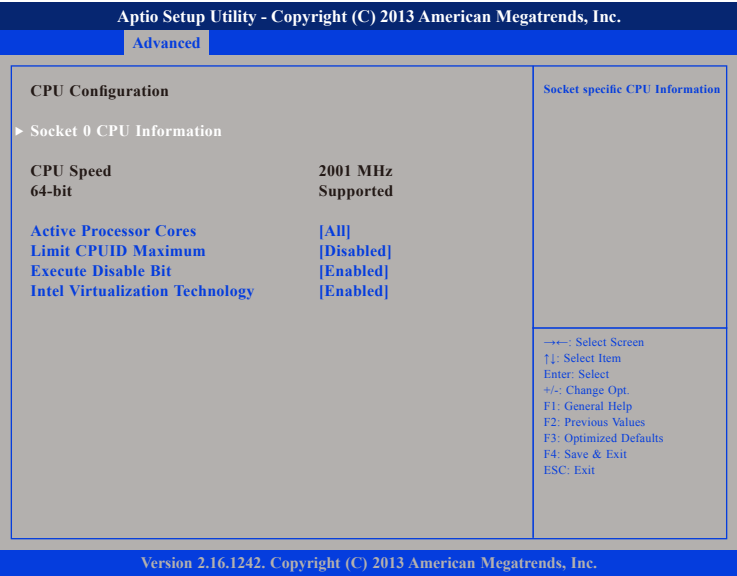 Aptio Setup Utility - Copyright (C) 2013 American Megatrends, Inc.
Advanced
CPU Configuration
► Socket 0 CPU Information
CPU Speed 2001 MHz
64-bit Supported
Active Processor Cores [All]
Limit CPUID Maximum [Disabled]
Execute Disable Bit [Enabled]
Intel Virtualization Technology [Enabled]
Socket specific CPU Information
→←: Select Screen
↑↓: Select Item
Enter: Select
+/-: Change Opt.
F1: General Help
F2: Previous Values
F3: Optimized Defaults
F4: Save & Exit
ESC: Exit
Version 2.16.1242. Copyright (C) 2013 American Megatrends, Inc.